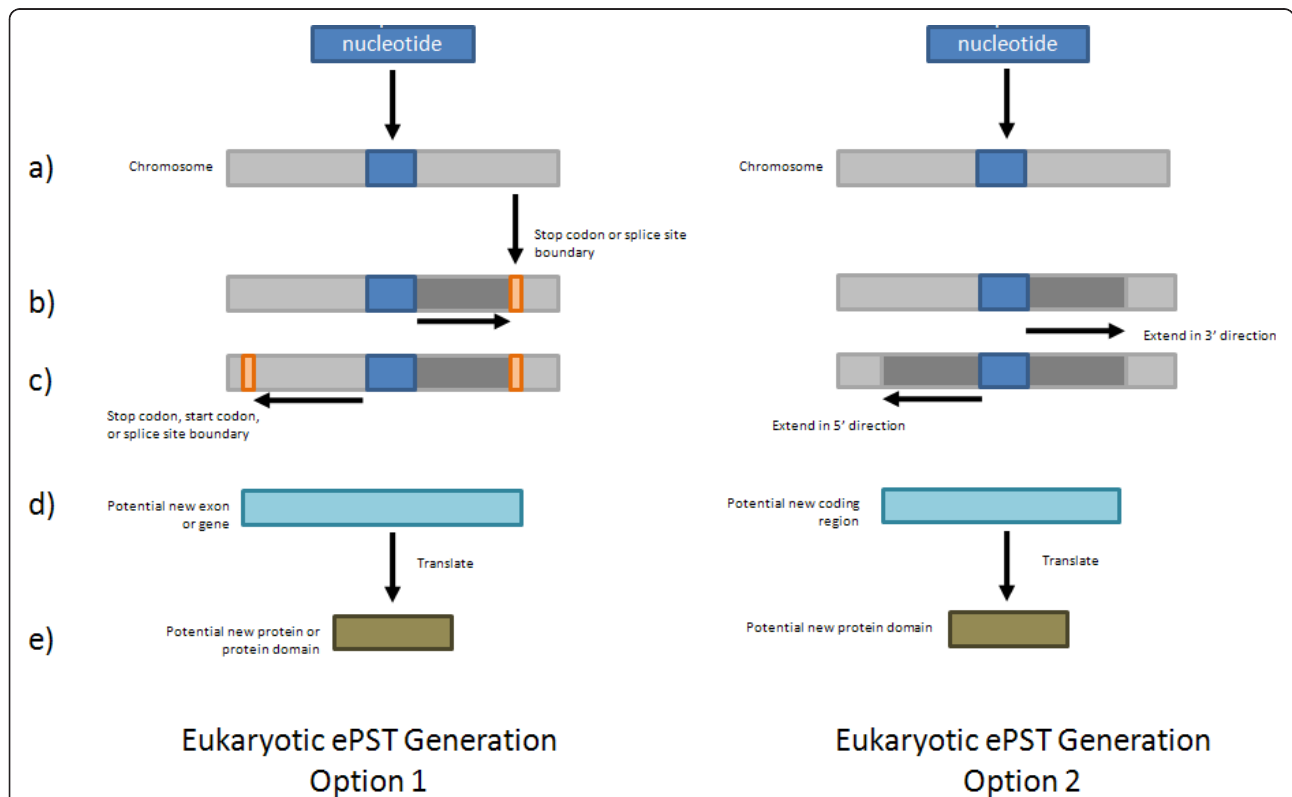 nucleotide
nucleotide
a)
Chromosome
Chromosome
Stop codon or splice site
boundary
b)
Extend in 3’ direction
c)
Stop codon, start codon,
or splice site boundary
Extend in 5’ direction
d)
Potential new exon
or gene
Potential new coding
region
Translate
Translate
e)
Potential new protein or
protein domain
Potential new protein domain
Eukaryotic ePST Generation
Option 1
Eukaryotic ePST Generation
Option 2